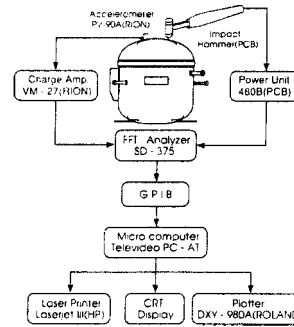 Accelerometer
PV-90A(RION)
Impact
Hammer(PCB)
Charge Amp.
VM - 27(RION)
Power Unit
480B(PCB)
FFT Analyzer
SD - 375
G P I B
Micro computer
Televideo PC - AT
Laser Printer
Laserjet III(HP)
CRT
Display
Plotter
DXY - 980A(ROLAND